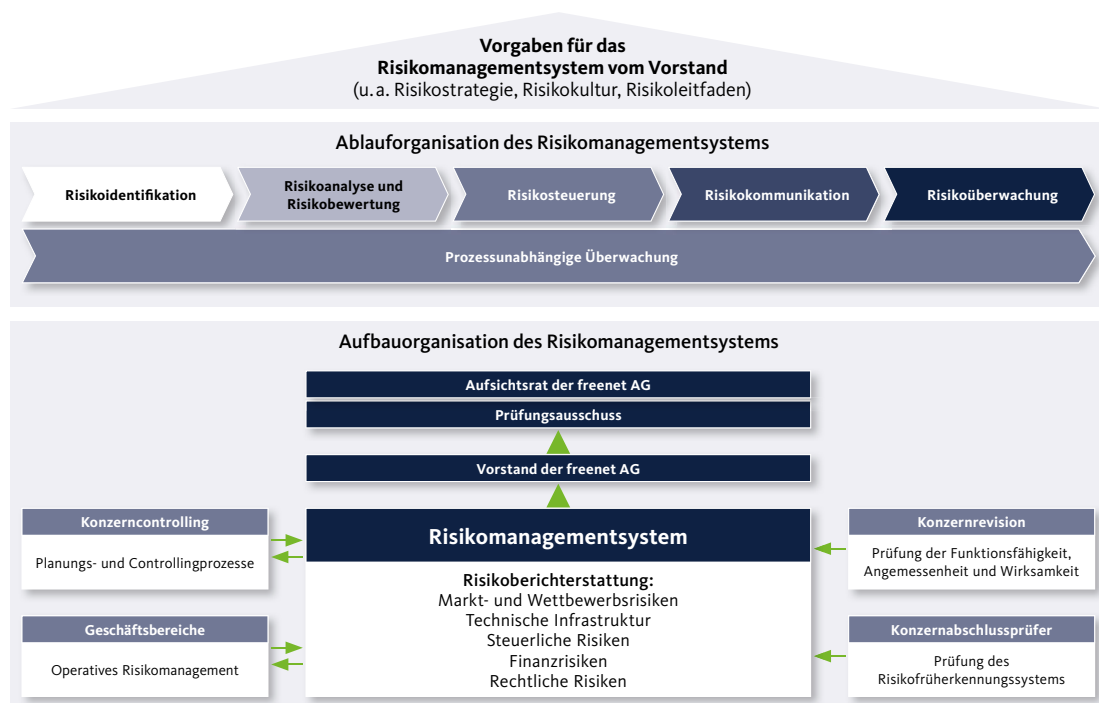 Vorgaben für das
Risikomanagementsystem vom Vorstand
(u. a. Risikostrategie, Risikokultur, Risikoleitfaden)
Ablauforganisation des Risikomanagementsystems
Risikoidentifikation
Risikoanalyse und
Risikobewertung
Risikosteuerung
Risikokommunikation
Risikoüberwachung
Prozessunabhängige Überwachung
Aufbauorganisation des Risikomanagementsystems
Aufsichtsrat der freenet AG
Prüfungsausschuss
Vorstand der freenet AG
Konzerncontrolling
Planungs- und Controllingprozesse
Geschäftsbereiche
Operatives Risikomanagement
Risikomanagementsystem
Risikoberichterstattung:
Markt- und Wettbewerbsrisiken
Technische Infrastruktur
Steuerliche Risiken
Finanzrisiken
Rechtliche Risiken
Konzernrevision
Prüfung der Funktionsfähigkeit,
Angemessenheit und Wirksamkeit
Konzernabschlussprüfer
Prüfung des
Risikofrüherkennungssystems